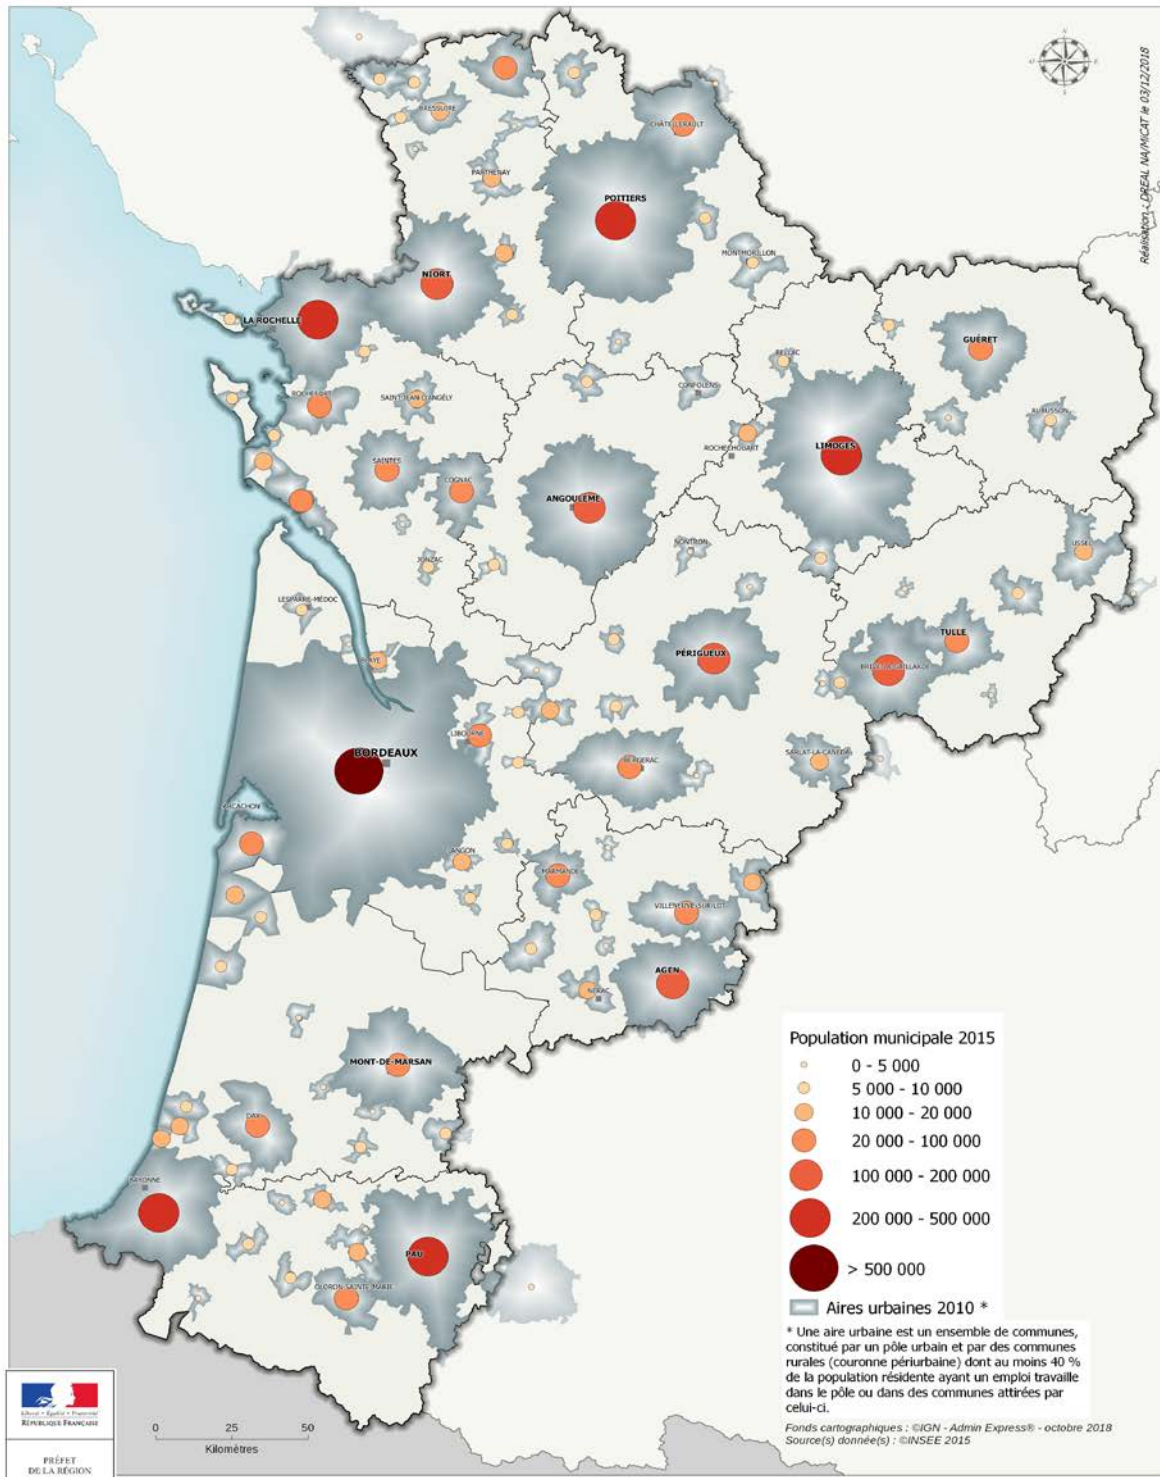 Réalisation : DREAL NA/MiCAT le 03/12/2018
BRESSUIRE
CHÂTELLERAULT
PARTHENAY
POITIERS
MONTMORILLON
NIORT
LA ROCHELLE
GUÉRET
BELLAC
ROCHEFORT
SAINT-JEAN-D'ANGÉLY
CONFOLENS
AUBUSSON
LIMOGES
ROCHECHOUART
SAINTES
COGNAC
ANGOULEME
NONTRON
USSEL
JONZAC
LESPARRE-MÉDOC
TULLE
PÉRIGUEUX
BRIVE-LA-GAILLARDE
BLAYE
LIBOURNE
BORDEAUX
SARLAT-LA-CANÉDA
BERGERAC
ARCACHON
LANGON
MARMANDE
VILLENEUVE-SUR-LOT
AGEN
NÉRAC
MONT-DE-MARSAN
DAX
BAYONNE
PAU
OLORON-SAINTE-MARIE
Population municipale 2015
0 - 5 000
5 000 - 10 000
10 000 - 20 000
20 000 - 100 000
100 000 - 200 000
200 000 - 500 000
> 500 000
Aires urbaines 2010 *
* Une aire urbaine est un ensemble de communes,
constitué par un pôle urbain et par des communes
rurales (couronne périurbaine) dont au moins 40 %
de la population résidente ayant un emploi travaille
dans le pôle ou dans des communes attirées par
celui-ci.
Fonds cartographiques : ©IGN - Admin Express® - octobre 2018
Source(s) donnée(s) : ©INSEE 2015
0 25 50
Kilomètres
Liberté • Égalité • Fraternité
RÉPUBLIQUE FRANÇAISE
PRÉFET
DE LA RÉGION